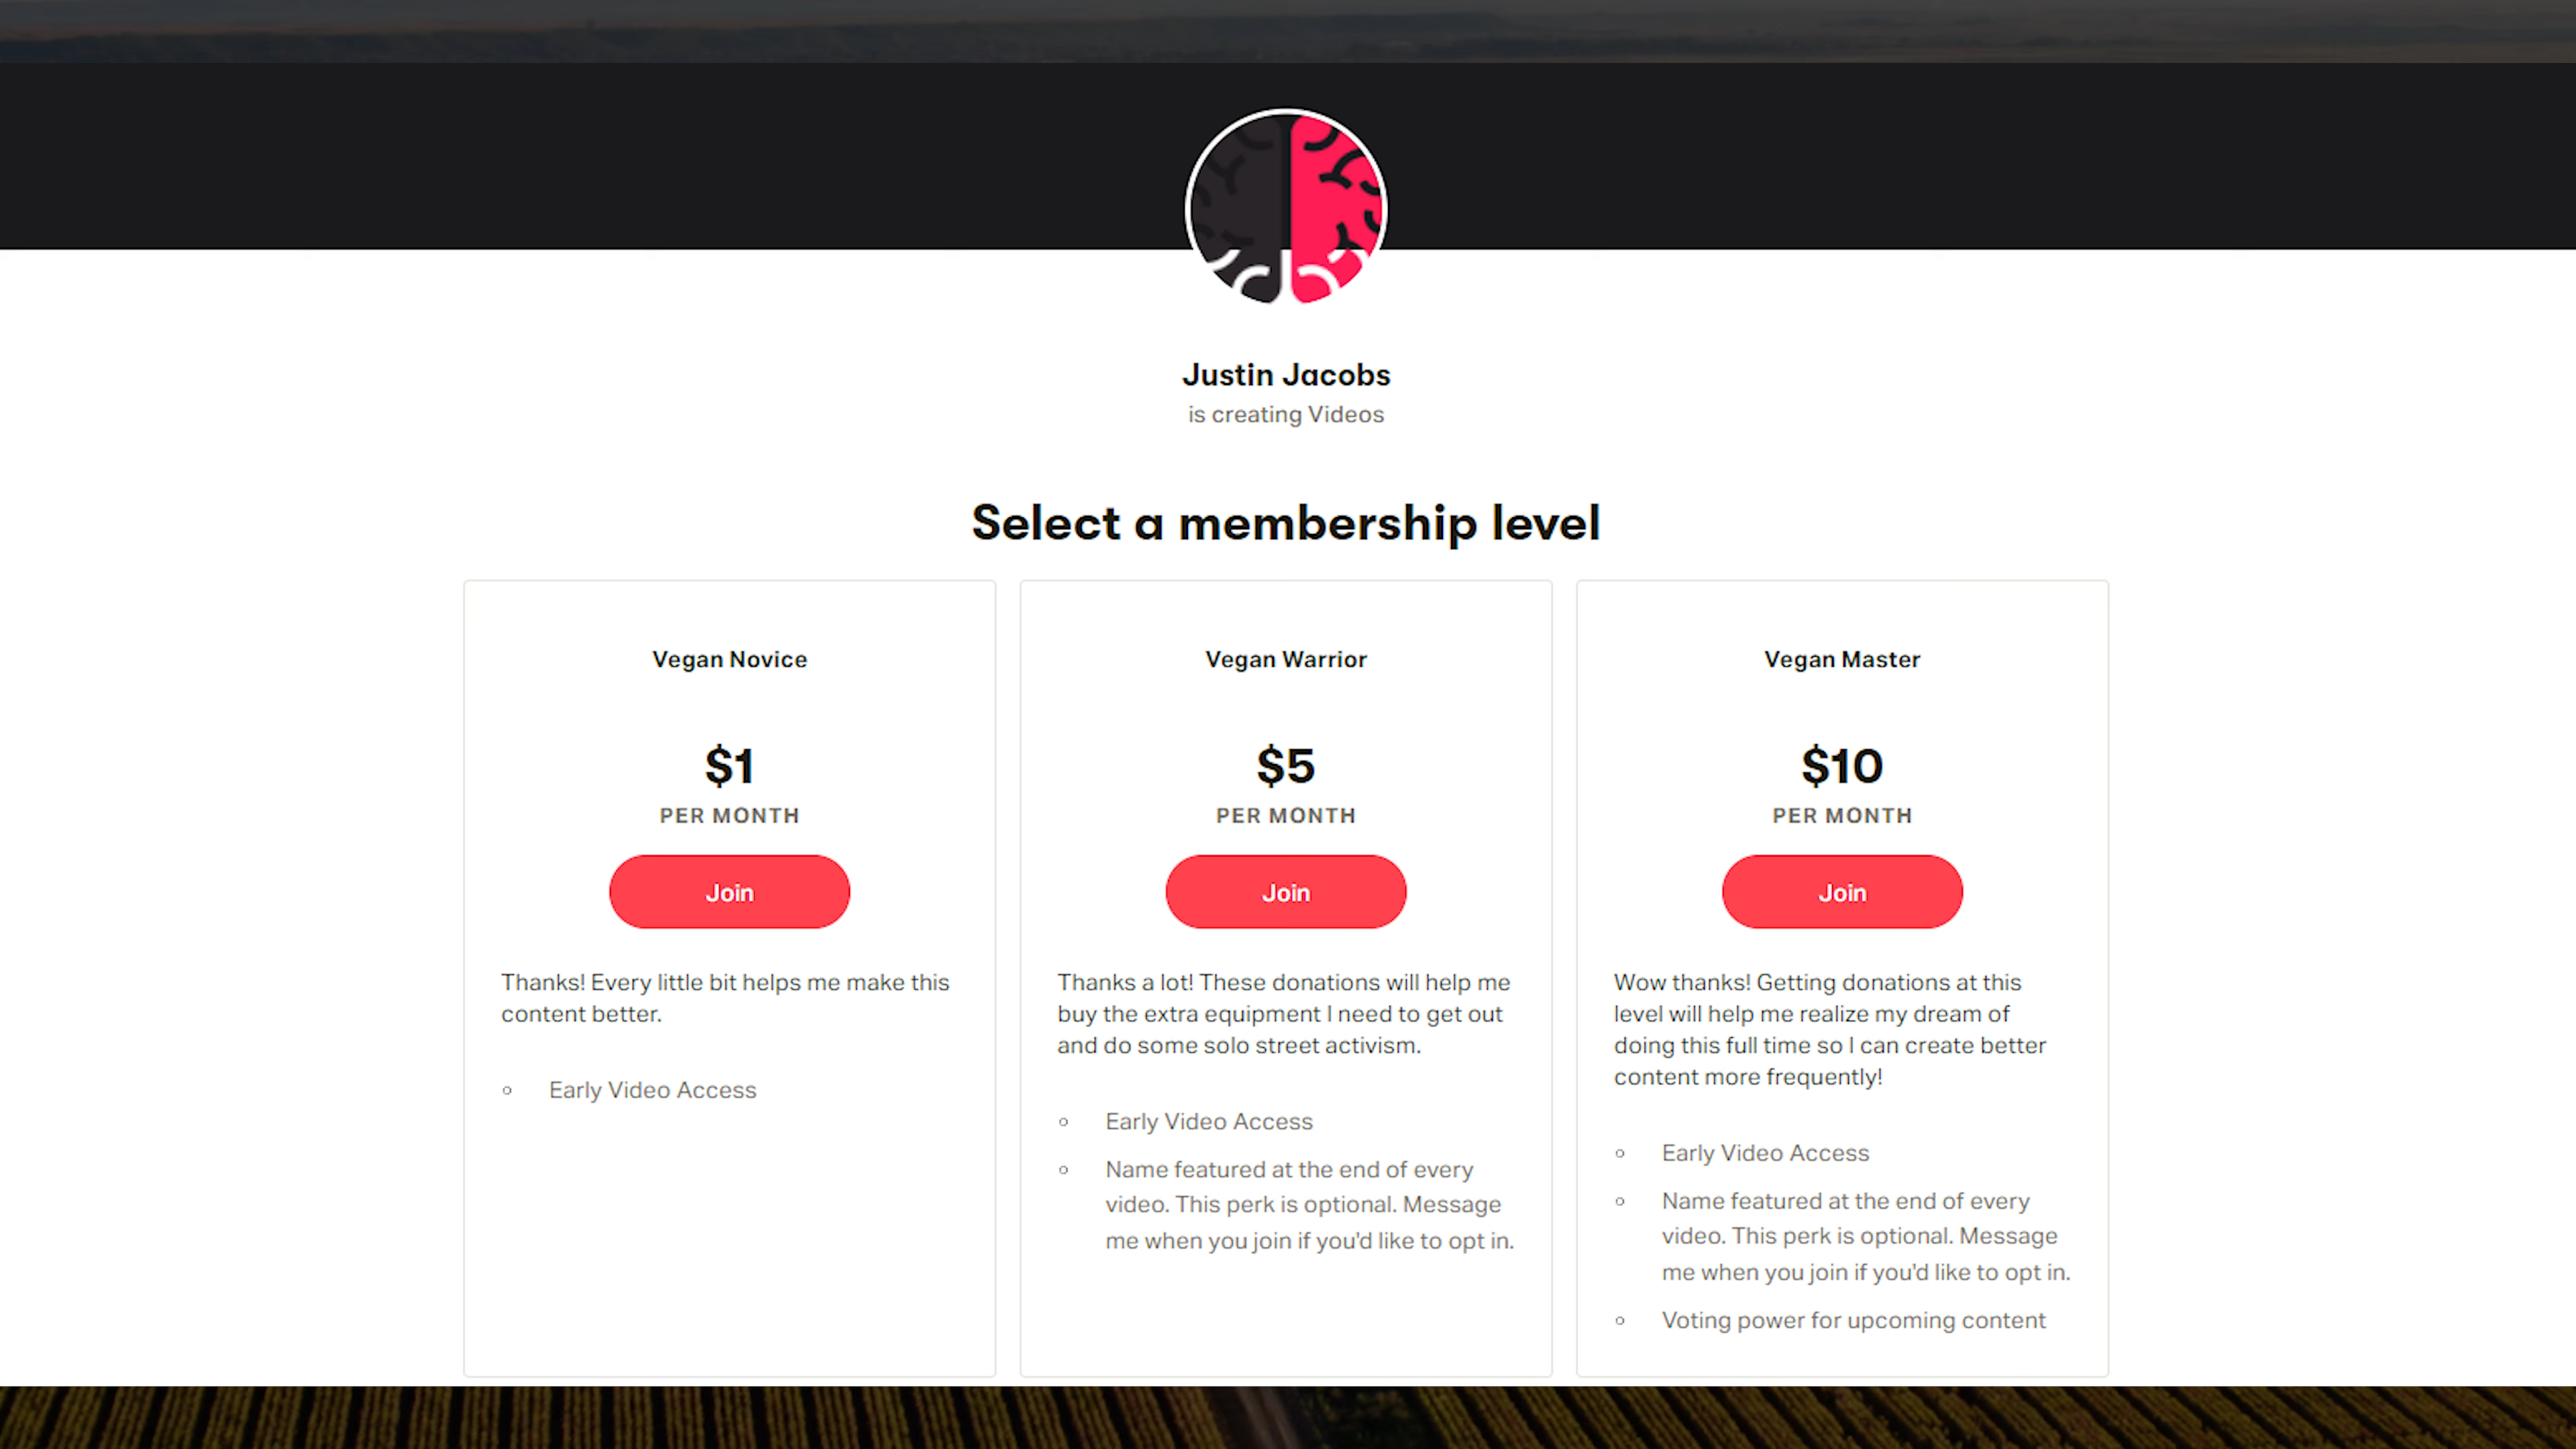 Justin Jacobs
is creating Videos
Select a membership level
Vegan Novice
$1
PER MONTH
Join
Thanks! Every little bit helps me make this
content better.
Early Video Access
Vegan Warrior
$5
PER MONTH
Join
Thanks a lot! These donations will help me
buy the extra equipment I need to get out
and do some solo street activism.
Early Video Access
Name featured at the end of every
video. This perk is optional. Message
me when you join if you'd like to opt in.
Vegan Master
$10
PER MONTH
Join
Wow thanks! Getting donations at this
level will help me realize my dream of
doing this full time so I can create better
content more frequently!
Early Video Access
Name featured at the end of every
video. This perk is optional. Message
me when you join if you'd like to opt in.
Voting power for upcoming content